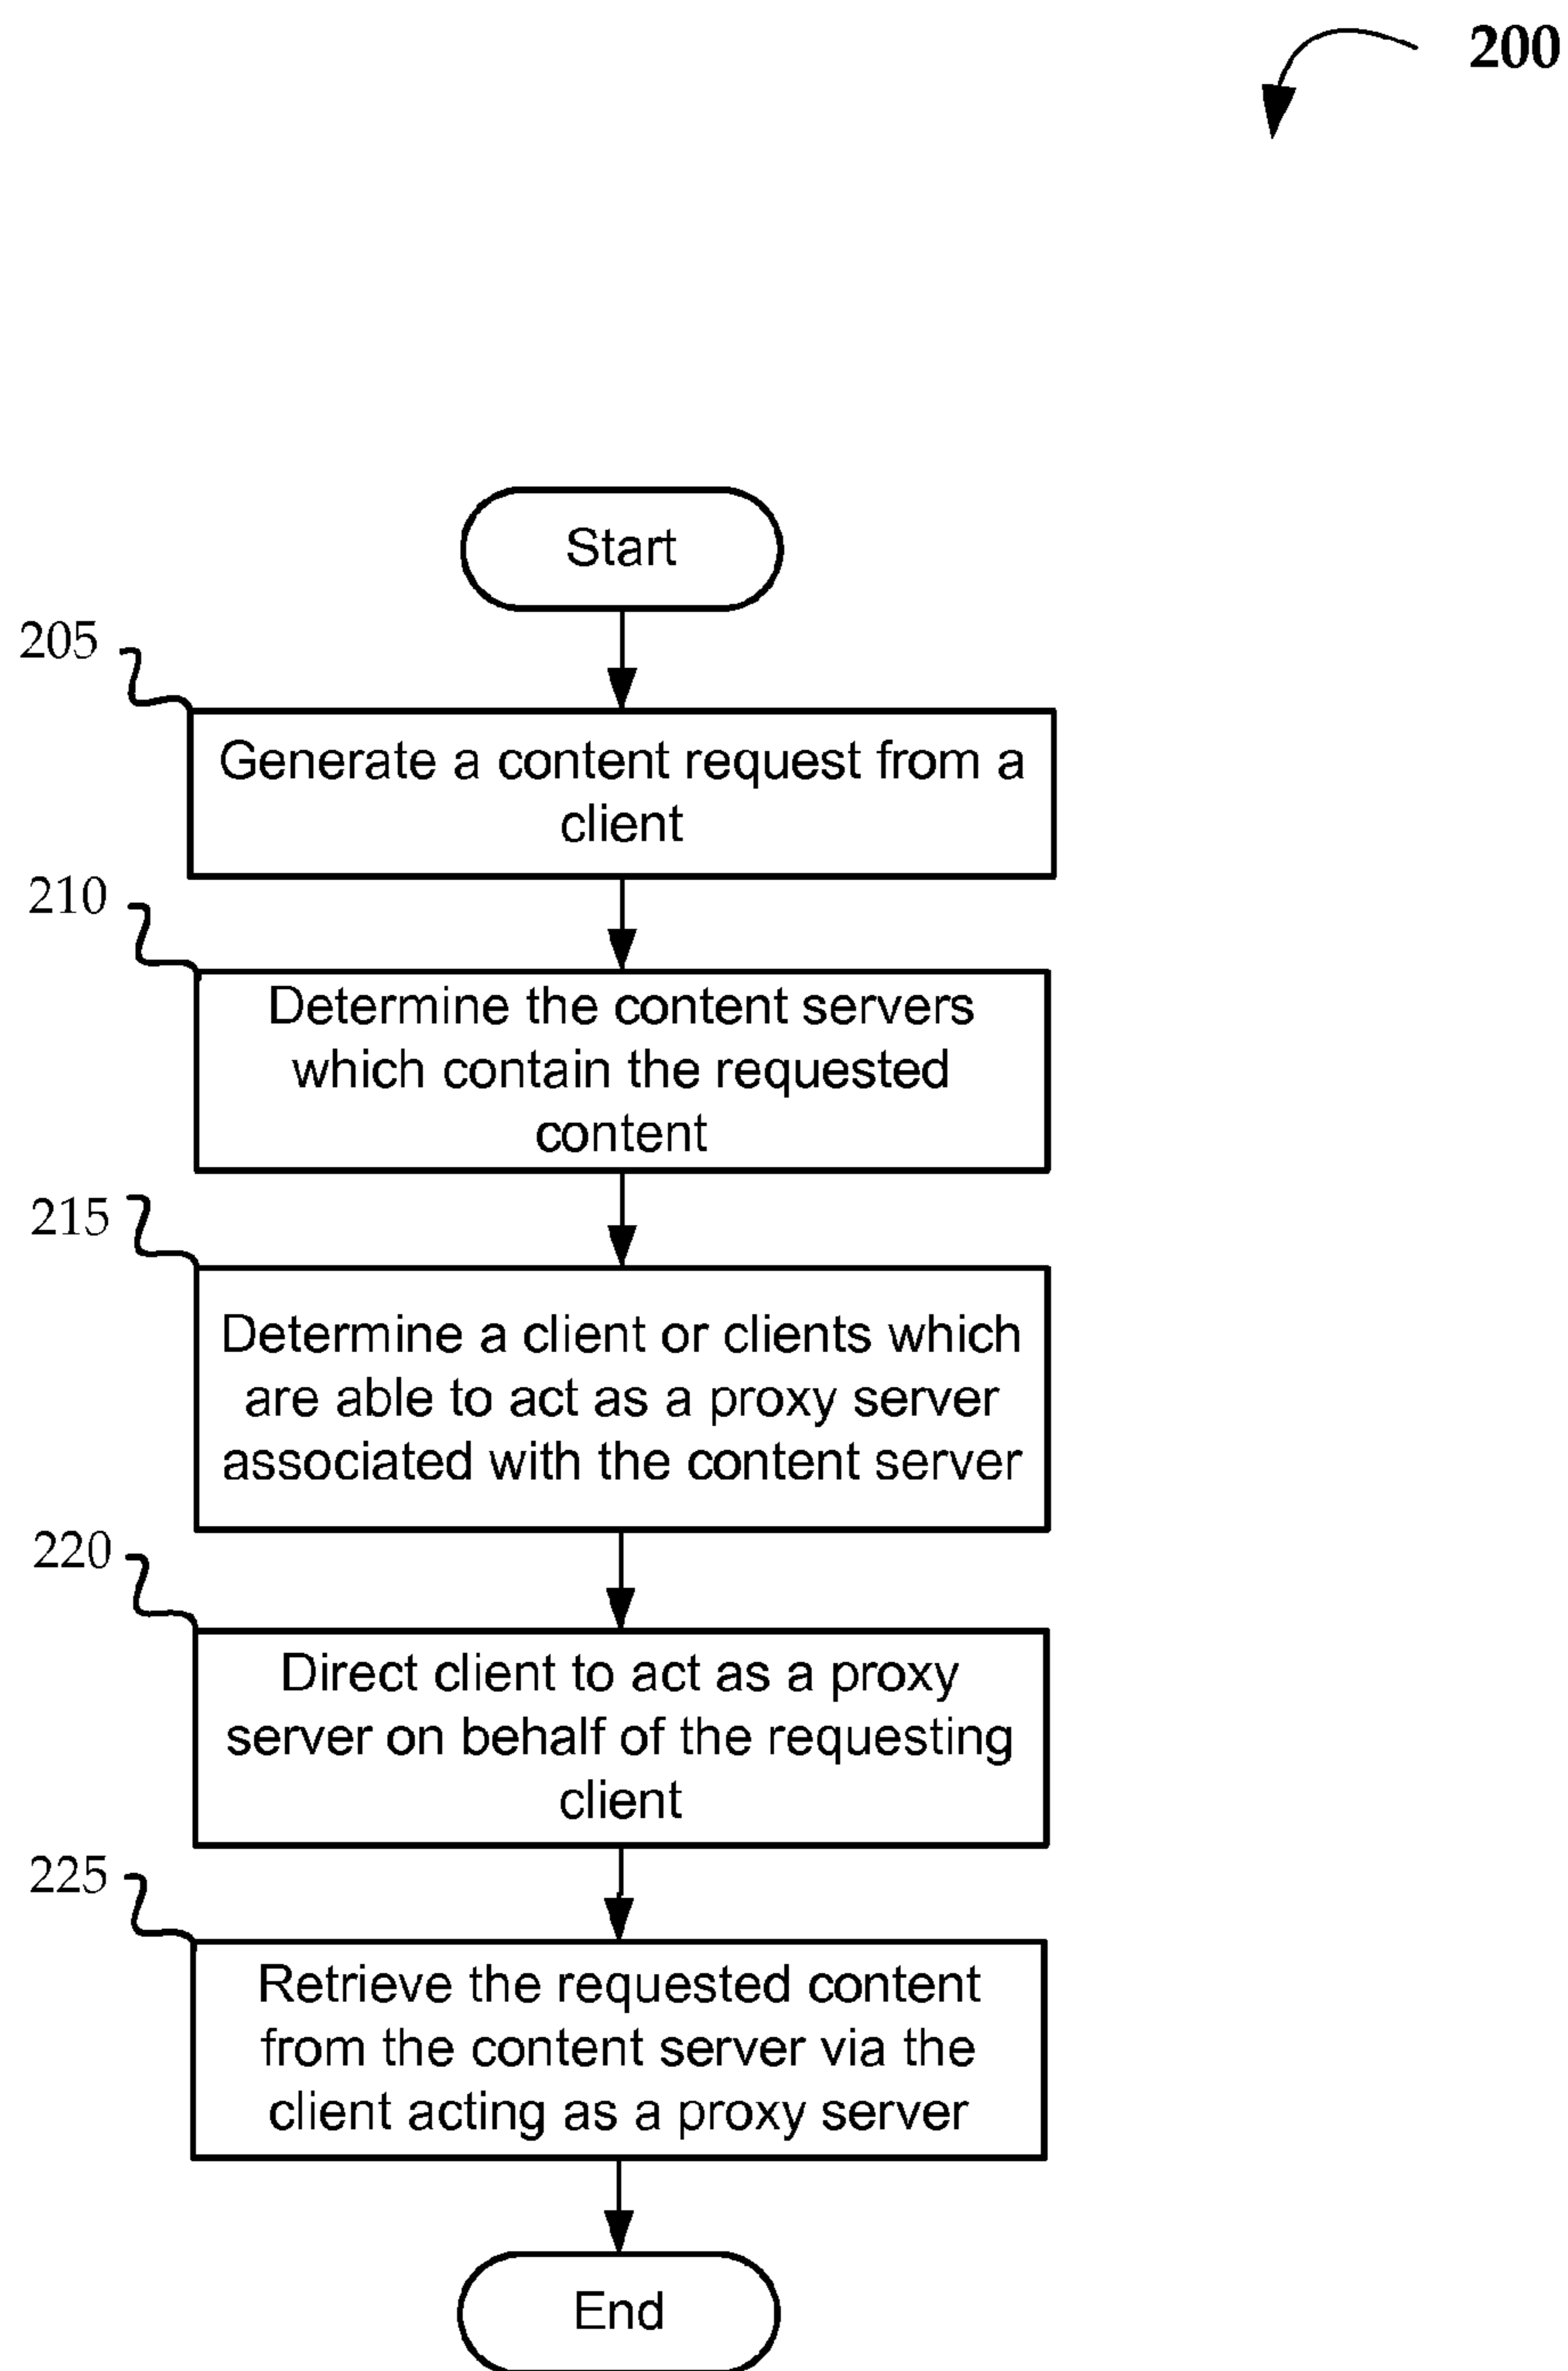 200
Start
205
Generate a content request from a
client
210
Determine the content servers
which contain the requested
content
215
Determine a client or clients which
are able to act as a proxy server
associated with the content server
220
Direct client to act as a proxy
server on behalf of the requesting
client
225
Retrieve the requested content
from the content server via the
client acting as a proxy server
End